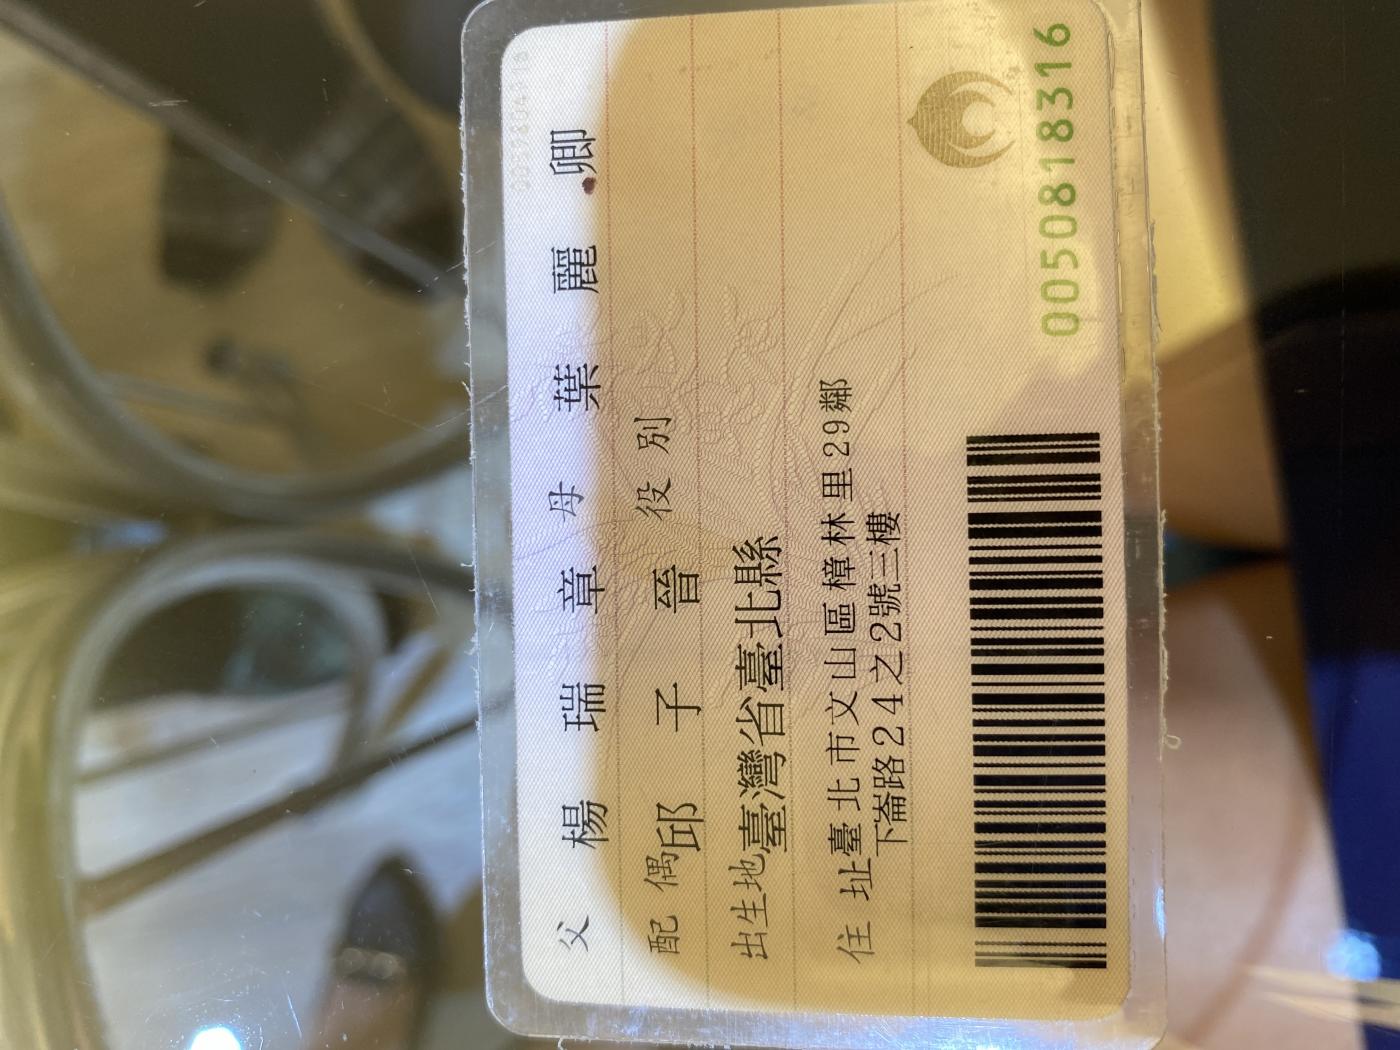 父 楊瑞章 母 葉麗卿
配偶 邱子晉 役別
出生地 臺灣省臺北縣
住址 臺北市文山區樟林里29鄰
下崙路24之2號三樓
0050818316